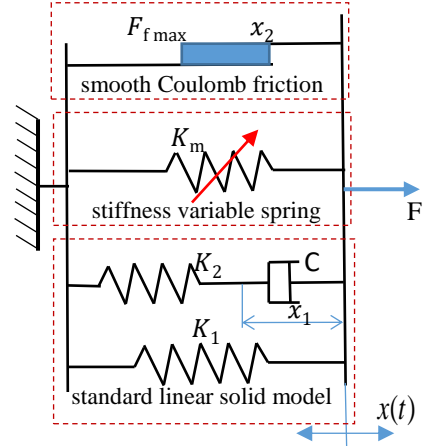 F_f max x_2
smooth Coulomb friction
K_m
stiffness variable spring
F
K_2 C
x_1
K_1
standard linear solid model
x(t)